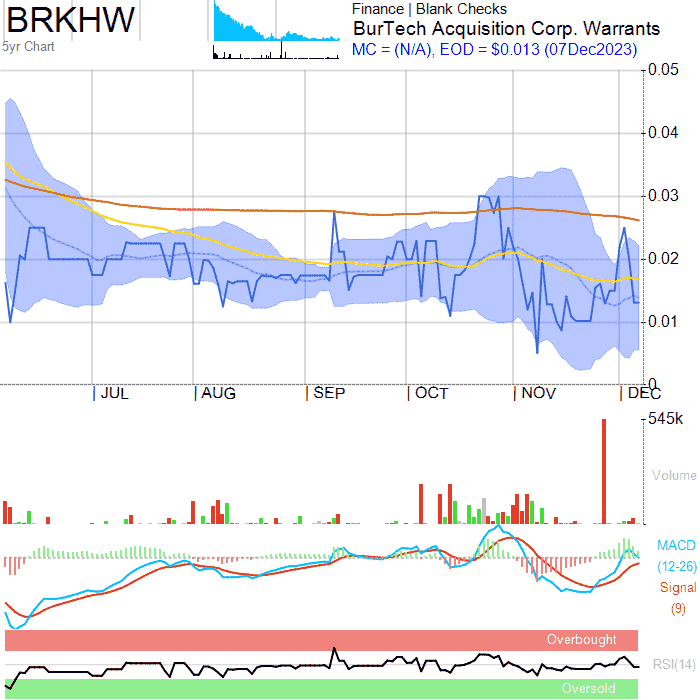 BRKHW
5yr Chart
Finance | Blank Checks
BurTech Acquisition Corp. Warrants
MC = (N/A), EOD = $0.013 (07Dec2023)
0.05
0.04
0.03
0.02
0.01
0
JUL AUG SEP OCT NOV DEC
545k
Volume
MACD
(12-26)
Signal
(9)
Overbought
RSI(14)
Oversold